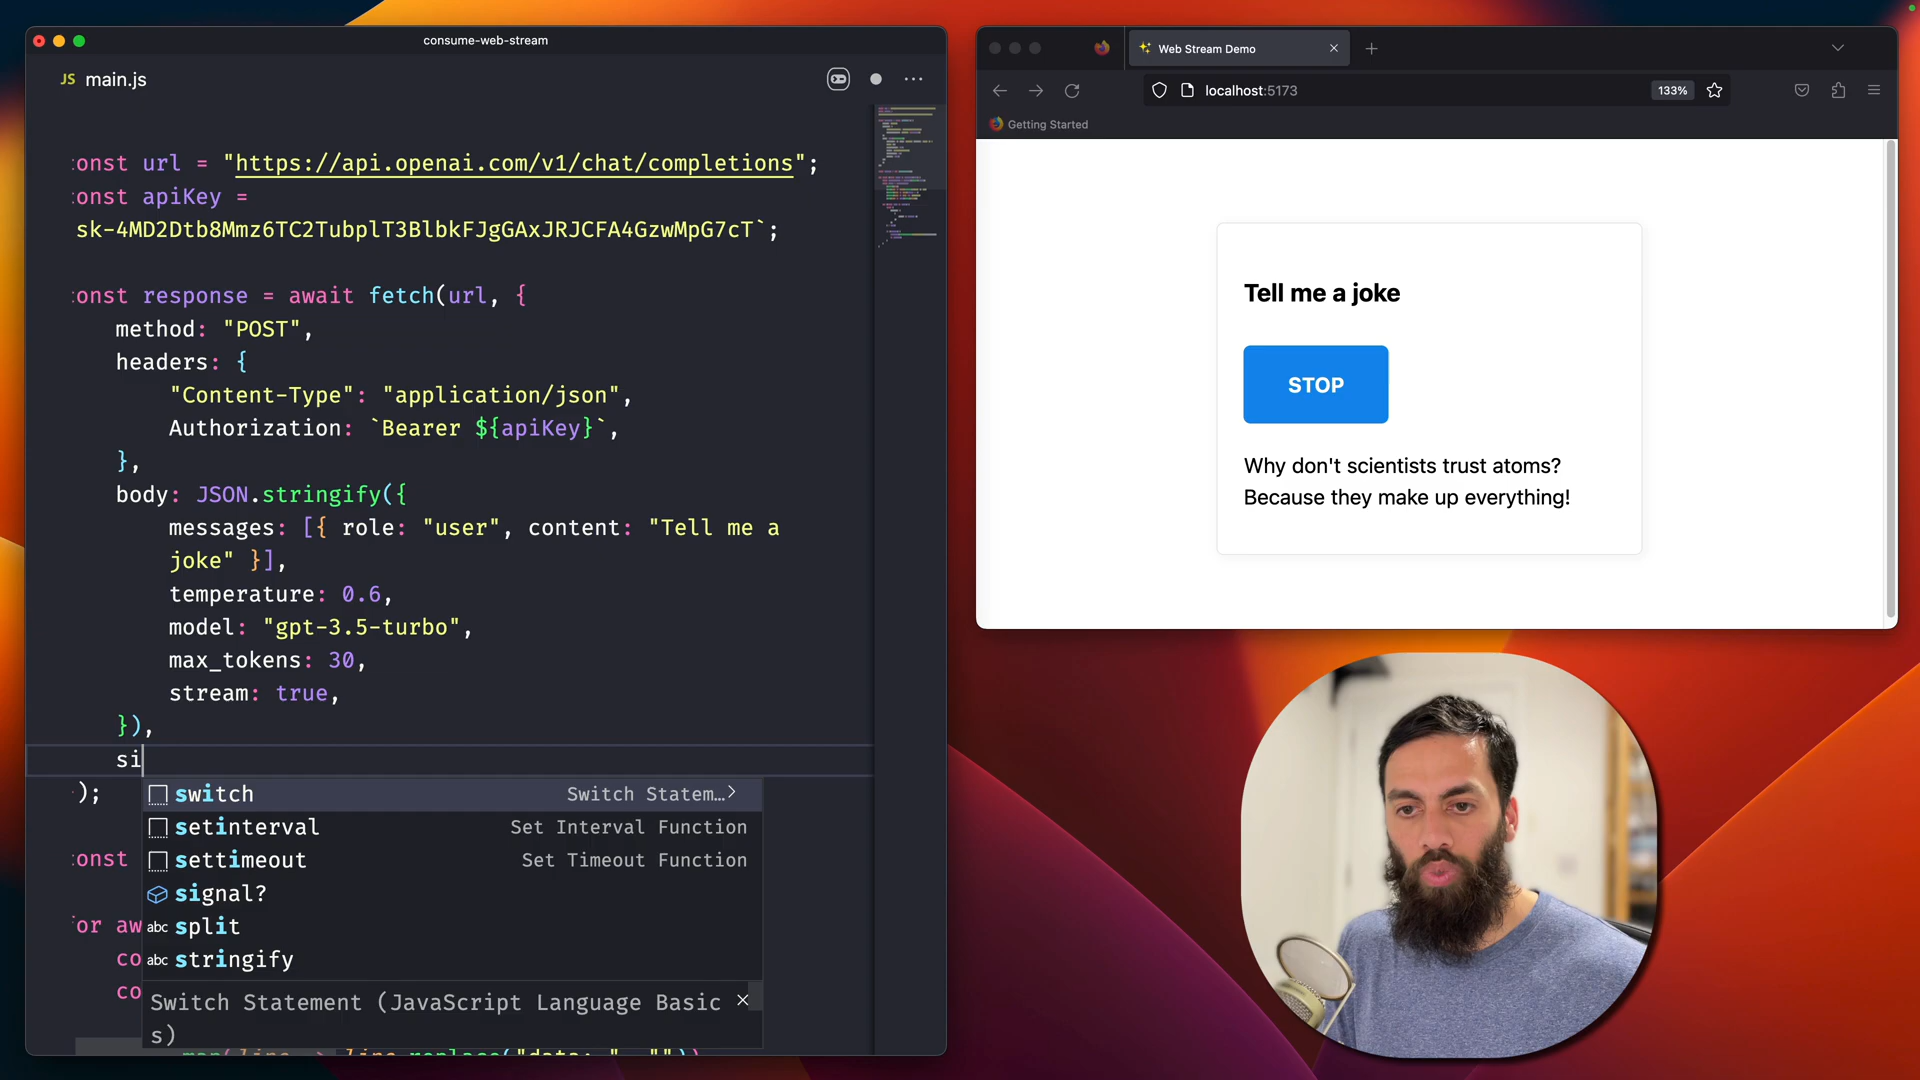 consume-web-stream
JS main.js
onst url = "https://api.openai.com/v1/chat/completions";
onst apiKey =
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`;
onst response = await fetch(url, {
method: "POST",
headers: {
"Content-Type": "application/json",
Authorization: `Bearer ${apiKey}`,
},
body: JSON.stringify({
messages: [{ role: "user", content: "Tell me a
joke" }],
temperature: 0.6,
model: "gpt-3.5-turbo",
max_tokens: 30,
stream: true,
}),
si
);
switch Switch Statem…
setinterval Set Interval Function
settimeout Set Timeout Function
onst
signal?
or aw
abc split
co abc stringify
co
Switch Statement (JavaScript Language Basic
s)
Web Stream Demo
localhost:5173
133%
Getting Started
Tell me a joke
STOP
Why don't scientists trust atoms?
Because they make up everything!